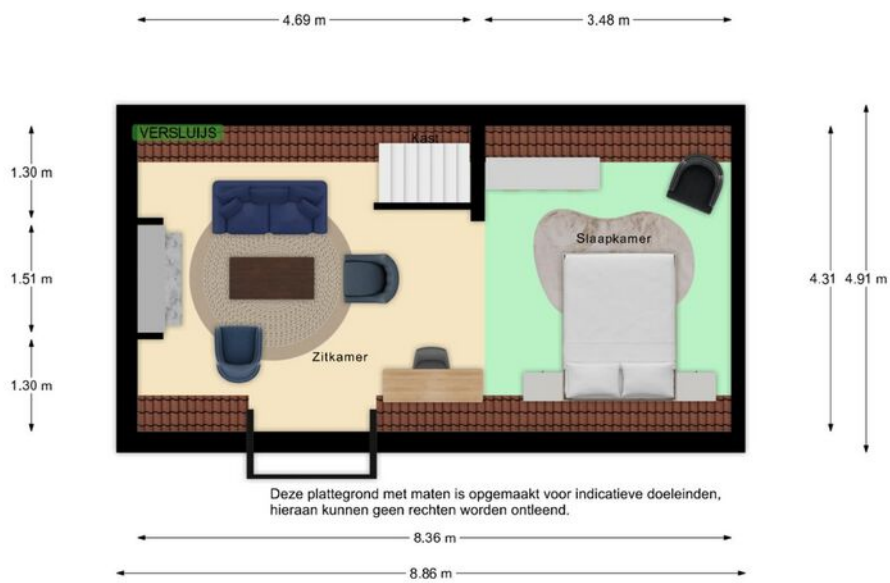 4.69 m
3.48 m
VERSLUIJS
Kast
1.30 m
Slaapkamer
1.51 m
4.31
4.91 m
Zitkamer
1.30 m
Deze plattegrond met maten is opgemaakt voor indicatieve doeleinden,
hieraan kunnen geen rechten worden ontleend.
8.36 m
8.86 m